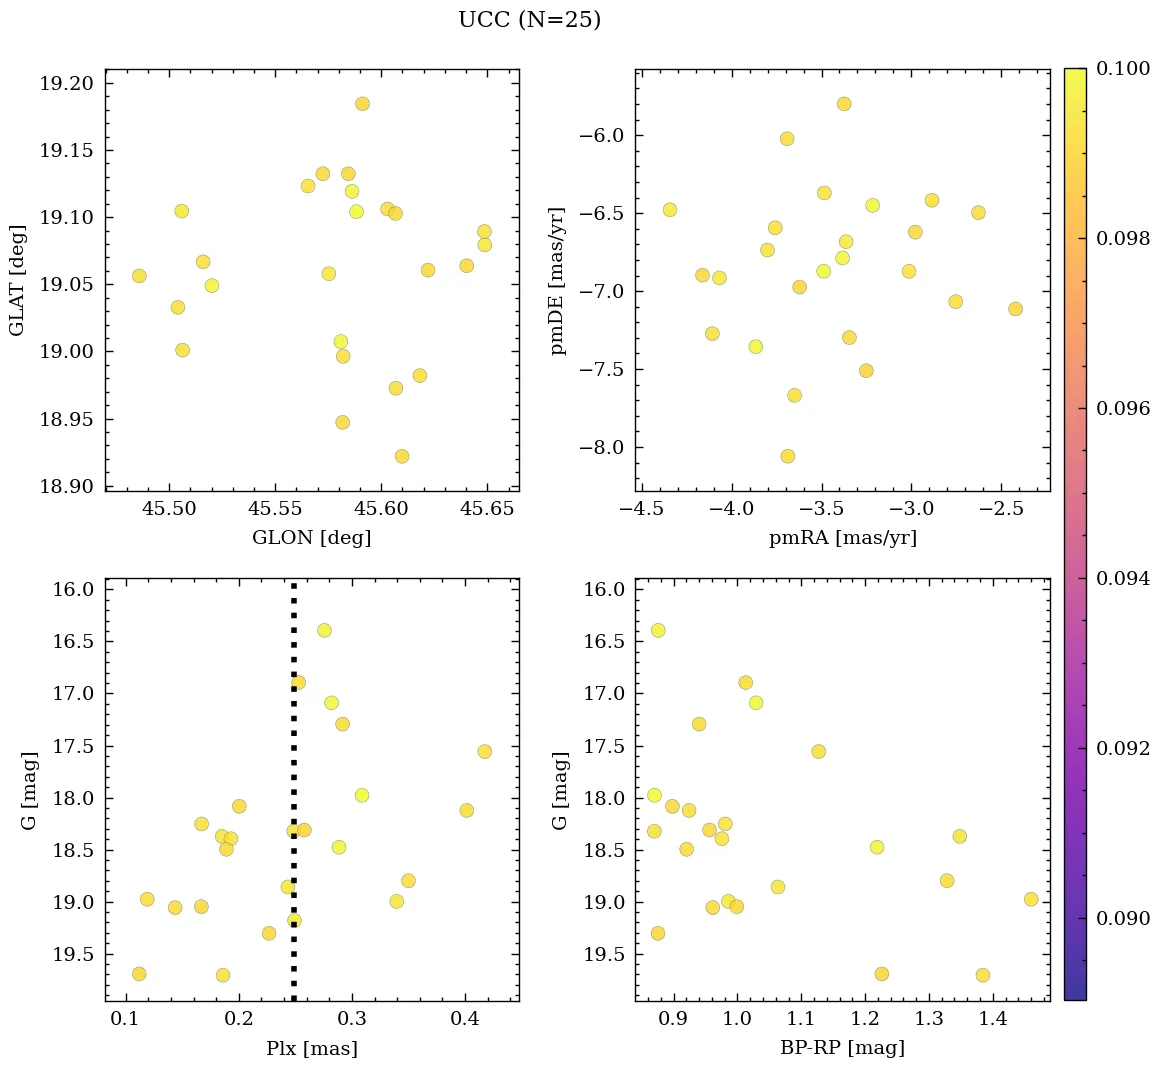 UCC (N=25)
19.20
19.15
19.10
19.05
19.00
18.95
18.90
GLAT [deg]
45.50 45.55 45.60 45.65
GLON [deg]
−6.0
−6.5
−7.0
−7.5
−8.0
pmDE [mas/yr]
−4.5 −4.0 −3.5 −3.0 −2.5
pmRA [mas/yr]
16.0
16.5
17.0
17.5
18.0
18.5
19.0
19.5
G [mag]
0.1 0.2 0.3 0.4
Plx [mas]
16.0
16.5
17.0
17.5
18.0
18.5
19.0
19.5
G [mag]
0.9 1.0 1.1 1.2 1.3 1.4
BP-RP [mag]
0.100
0.098
0.096
0.094
0.092
0.090